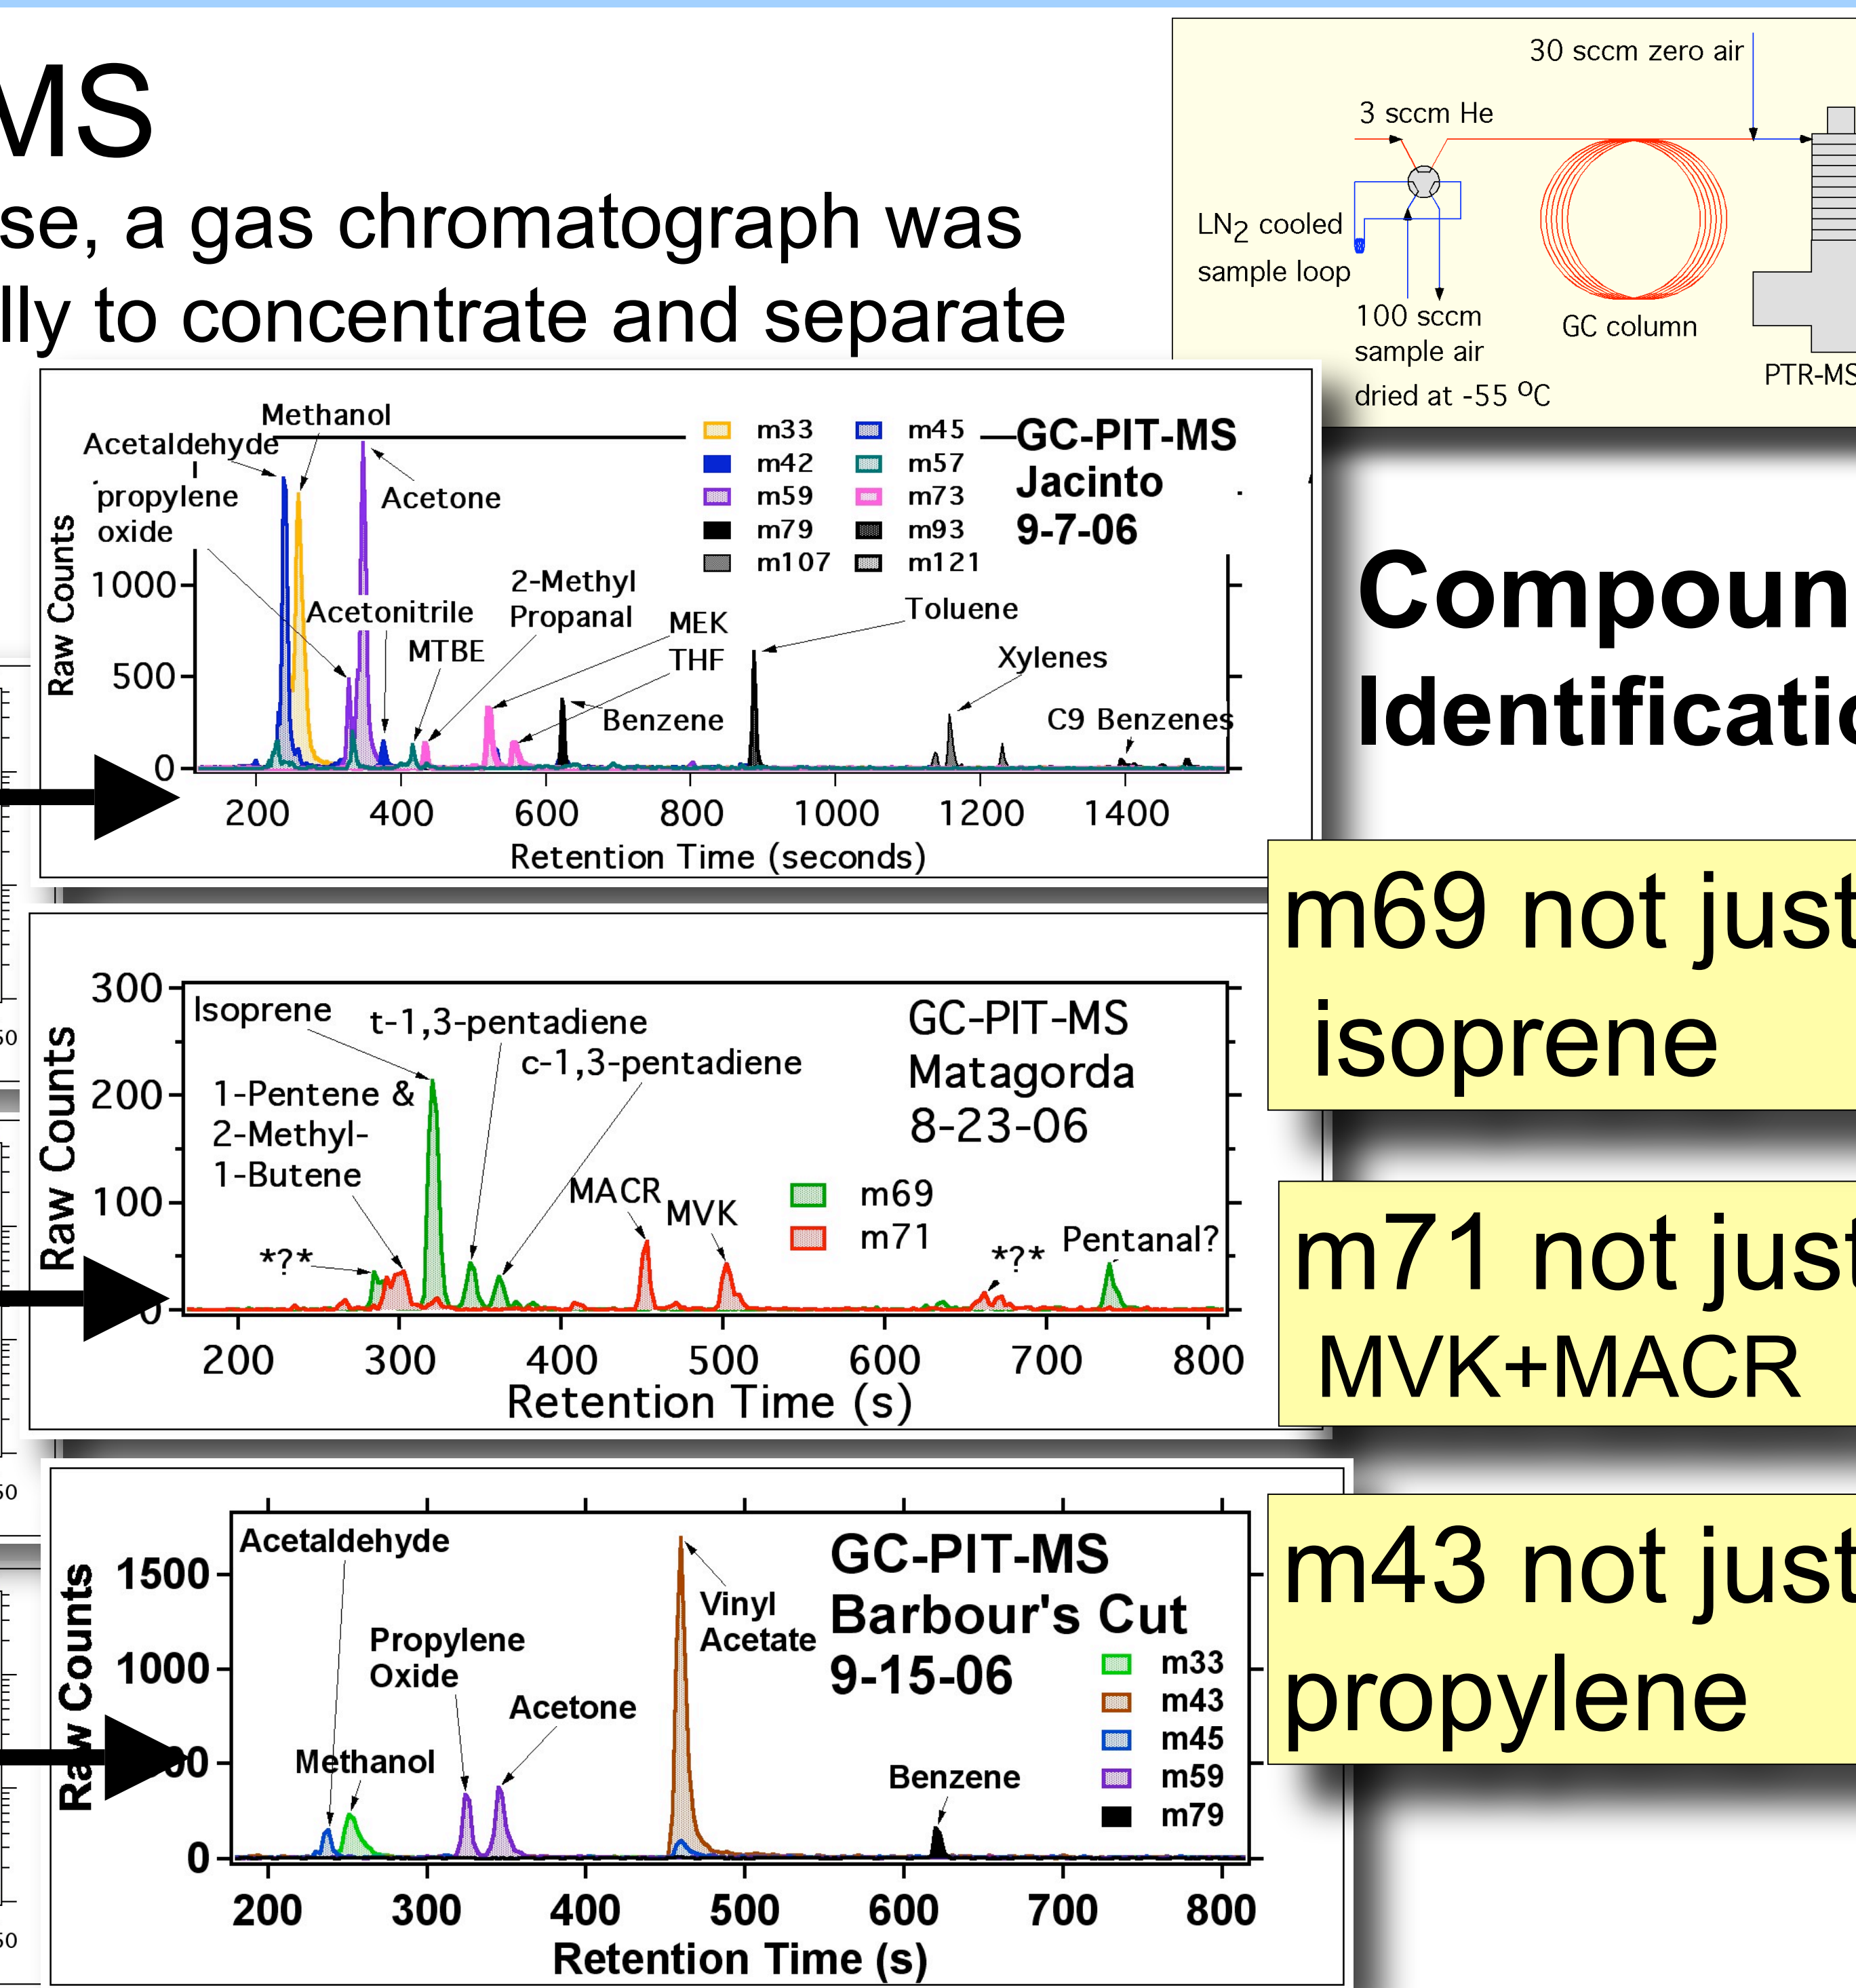 MS
se, a gas chromatograph was
lly to concentrate and separate
30 sccm zero air
3 sccm He
LN2 cooled
sample loop
100 sccm
sample air
dried at -55 °C
GC column
PTR-MS
Methanol
Acetaldehyde
propylene
oxide
Acetone
m33 m45
m42 m57
m59 m73
m79 m93
m107 m121
GC-PIT-MS
Jacinto
9-7-06
Raw Counts
1000
500
0
Acetonitrile
MTBE
2-Methyl
Propanal
MEK
THF
Benzene
Toluene
Xylenes
C9 Benzenes
200 400 600 800 1000 1200 1400
Retention Time (seconds)
Compoun
Identificatio
m69 not just
isoprene
300
200
100
0
Raw Counts
Isoprene
t-1,3-pentadiene
c-1,3-pentadiene
1-Pentene &
2-Methyl-
1-Butene
*?*
MACR
MVK
GC-PIT-MS
Matagorda
8-23-06
m69
m71
*?*
Pentanal?
200 300 400 500 600 700 800
Retention Time (s)
m71 not just
MVK+MACR
1500
1000
00
0
Raw Counts
Acetaldehyde
Propylene
Oxide
Methanol
Acetone
Vinyl
Acetate
Benzene
GC-PIT-MS
Barbour's Cut
9-15-06
m33
m43
m45
m59
m79
200 300 400 500 600 700 800
Retention Time (s)
m43 not just
propylene
50
50
50